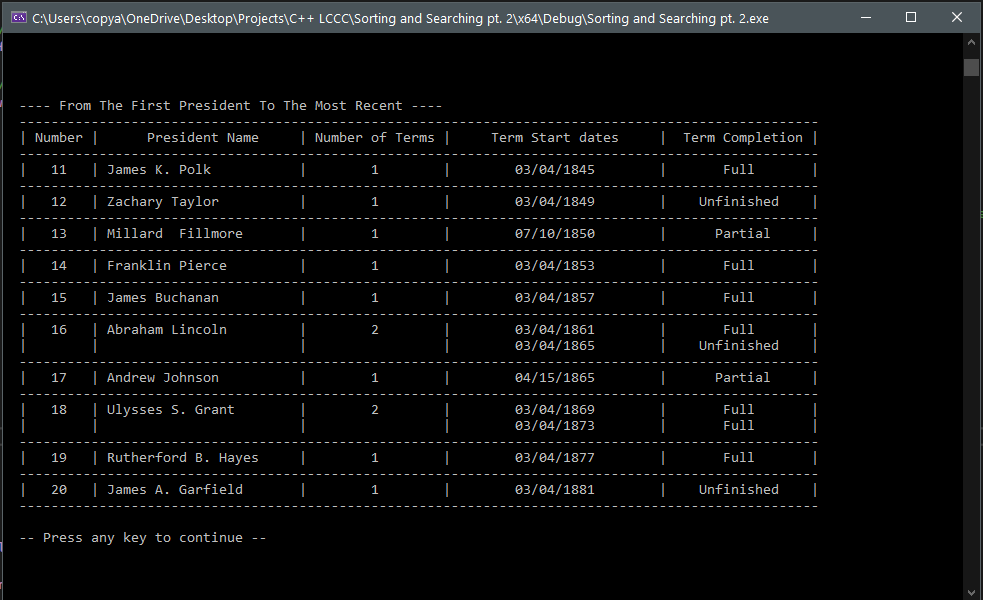 C:\Users\copya\OneDrive\Desktop\Projects\C++ LCCC\Sorting and Searching pt. 2\x64\Debug\Sorting and Searching pt. 2.exe
---- From The First President To The Most Recent ----
| Number | President Name | Number of Terms | Term Start dates | Term Completion |
| 11 | James K. Polk | 1 | 03/04/1845 | Full |
| 12 | Zachary Taylor | 1 | 03/04/1849 | Unfinished |
| 13 | Millard  Fillmore | 1 | 07/10/1850 | Partial |
| 14 | Franklin Pierce | 1 | 03/04/1853 | Full |
| 15 | James Buchanan | 1 | 03/04/1857 | Full |
| 16 | Abraham Lincoln | 2 | 03/04/1861 | Full |
| | | | 03/04/1865 | Unfinished |
| 17 | Andrew Johnson | 1 | 04/15/1865 | Partial |
| 18 | Ulysses S. Grant | 2 | 03/04/1869 | Full |
| | | | 03/04/1873 | Full |
| 19 | Rutherford B. Hayes | 1 | 03/04/1877 | Full |
| 20 | James A. Garfield | 1 | 03/04/1881 | Unfinished |
-- Press any key to continue --